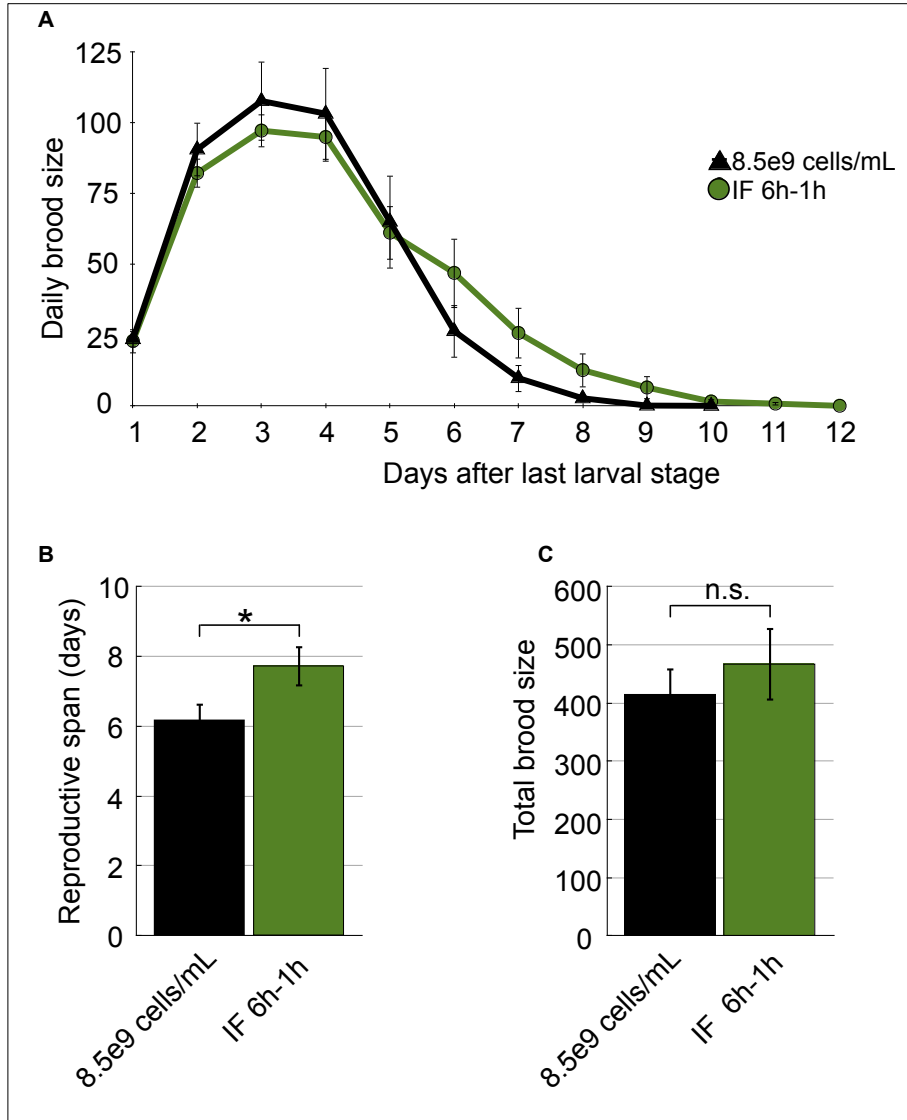 A
125
100
75
50
25
0
Daily brood size
8.5e9 cells/mL
IF 6h-1h
1 2 3 4 5 6 7 8 9 10 11 12
Days after last larval stage
B
10
8
6
4
2
0
Reproductive span (days)
*
8.5e9 cells/mL
IF 6h-1h
C
600
500
400
300
200
100
0
Total brood size
n.s.
8.5e9 cells/mL
IF 6h-1h